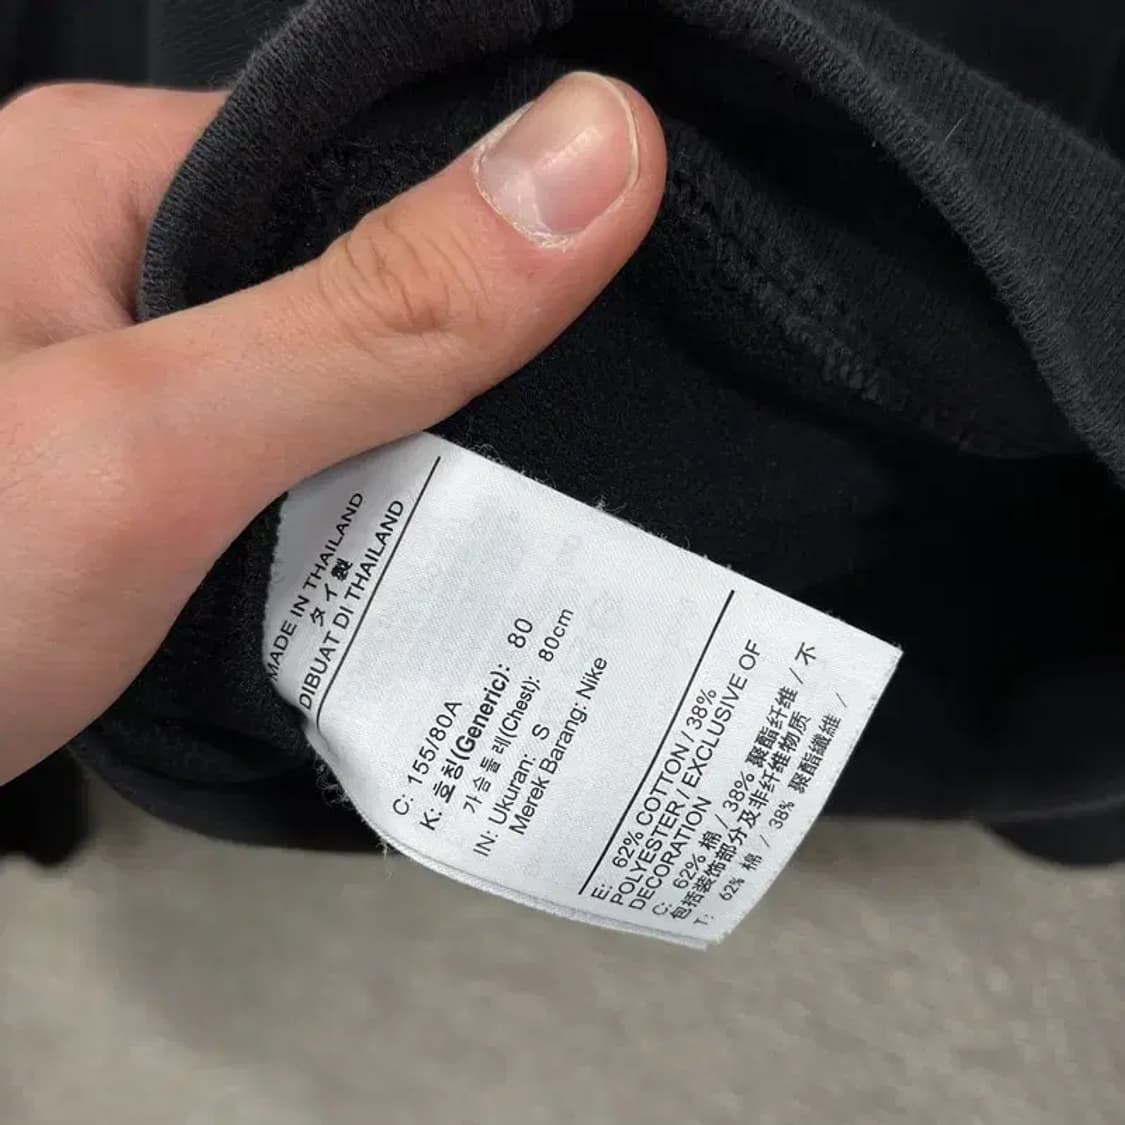 MADE IN THAILAND
タイ製
DIBUAT DI THAILAND
C: 155/80A
K: 호칭(Generic): 80
가슴둘레(Chest): 80cm
IN: Ukuran: S
Merek Barang: Nike
E: 62% COTTON / 38%
POLYESTER / EXCLUSIVE OF
DECORATION
C: 62% 棉 / 38% 聚酯纤维 / 不
包括装饰部分及非纤维物质
T: 62% 棉 / 38% 聚酯纖維 /